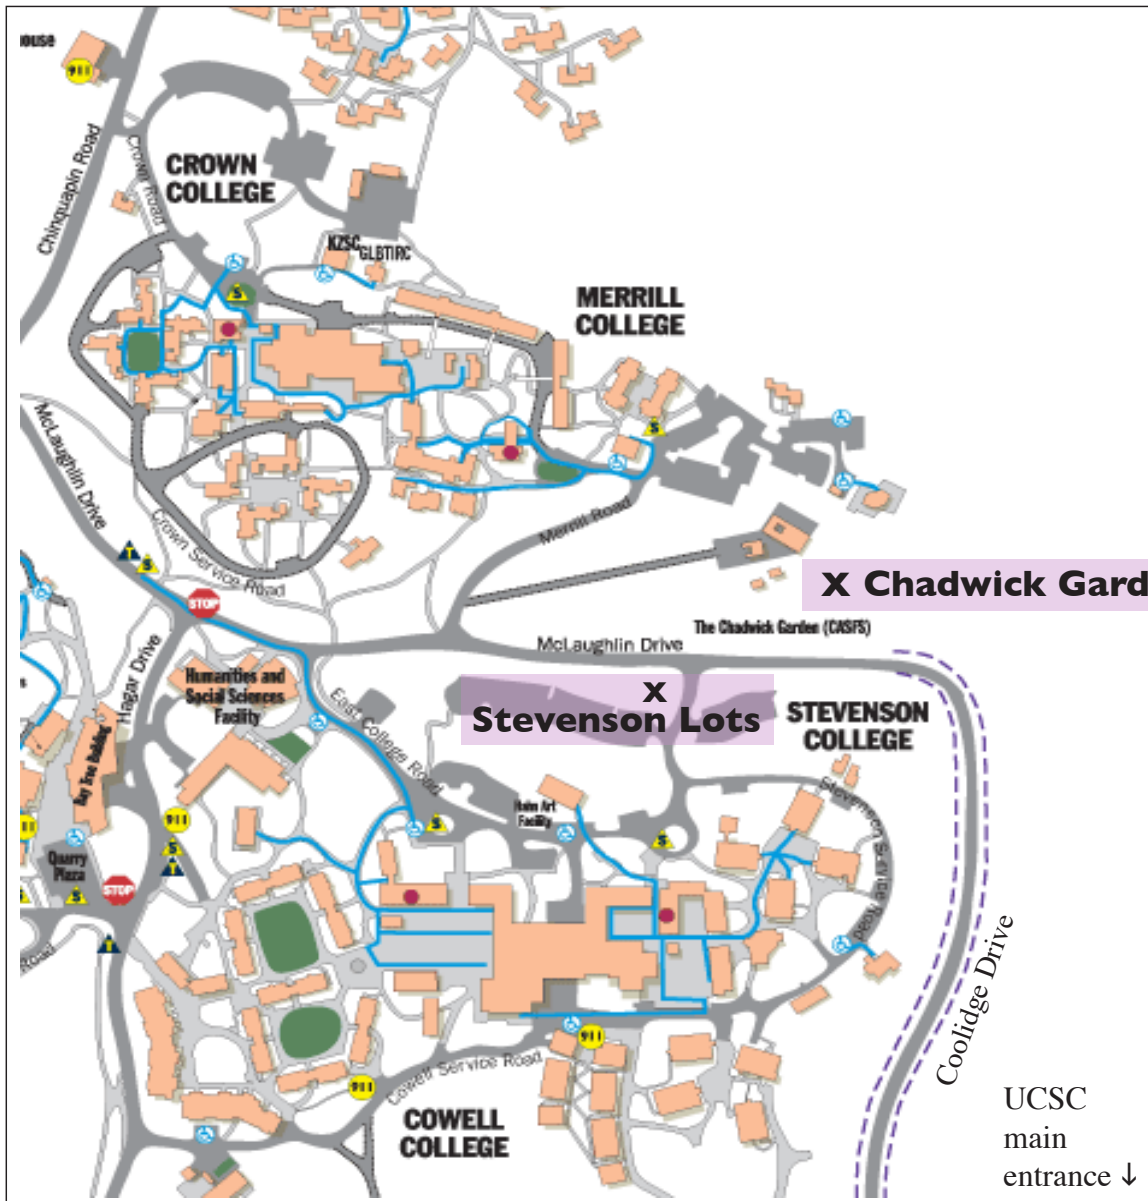 ouse
911
Chinquapin Road
Crown Road
CROWN
COLLEGE
KZSC
GLBTIRC
S
MERRILL
COLLEGE
McLaughlin Drive
S
Crown Service Road
Merrill Road
T
S
STOP
X Chadwick Gard
The Chadwick Garden (CASFS)
McLaughlin Drive
Hagar Drive
Humanities and
Social Sciences
Facility
East College Road
X
Stevenson Lots
STEVENSON
COLLEGE
Bay Tree Building
Stevenson Service Road
Hahn Art
Facility
911
11
S
S
S
T
Quarry
Plaza
STOP
S
T
Road
Coolidge Drive
911
911
Cowell Service Road
COWELL
COLLEGE
UCSC
main
entrance ↓